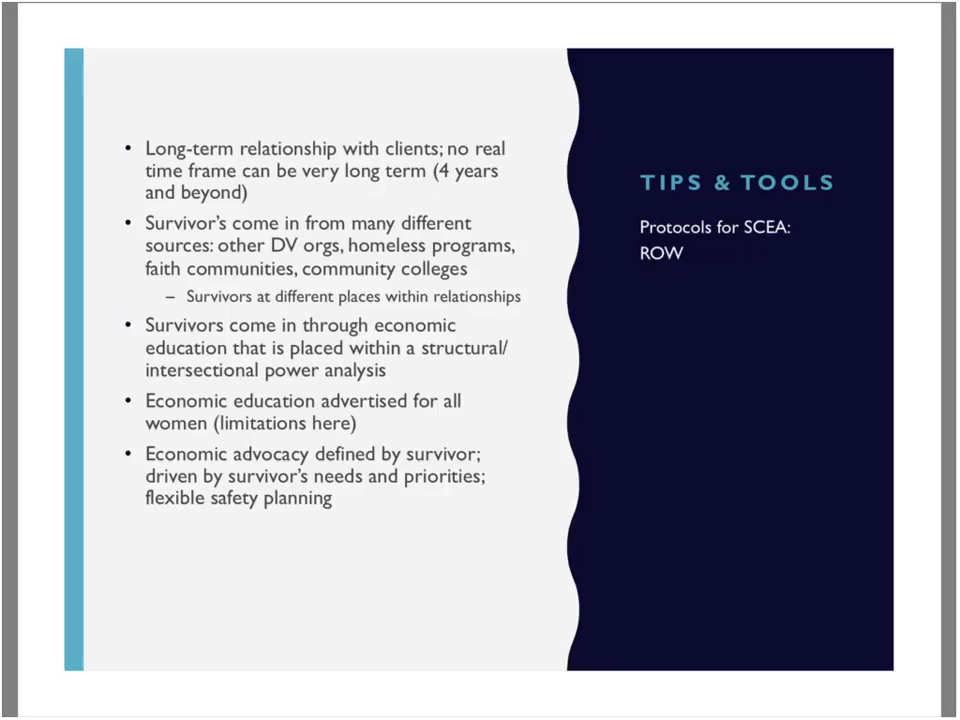 • Long-term relationship with clients; no real
time frame can be very long term (4 years
and beyond)
• Survivor’s come in from many different
sources: other DV orgs, homeless programs,
faith communities, community colleges
– Survivors at different places within relationships
• Survivors come in through economic
education that is placed within a structural/
intersectional power analysis
• Economic education advertised for all
women (limitations here)
• Economic advocacy defined by survivor;
driven by survivor’s needs and priorities;
flexible safety planning
TIPS & TOOLS
Protocols for SCEA:
ROW